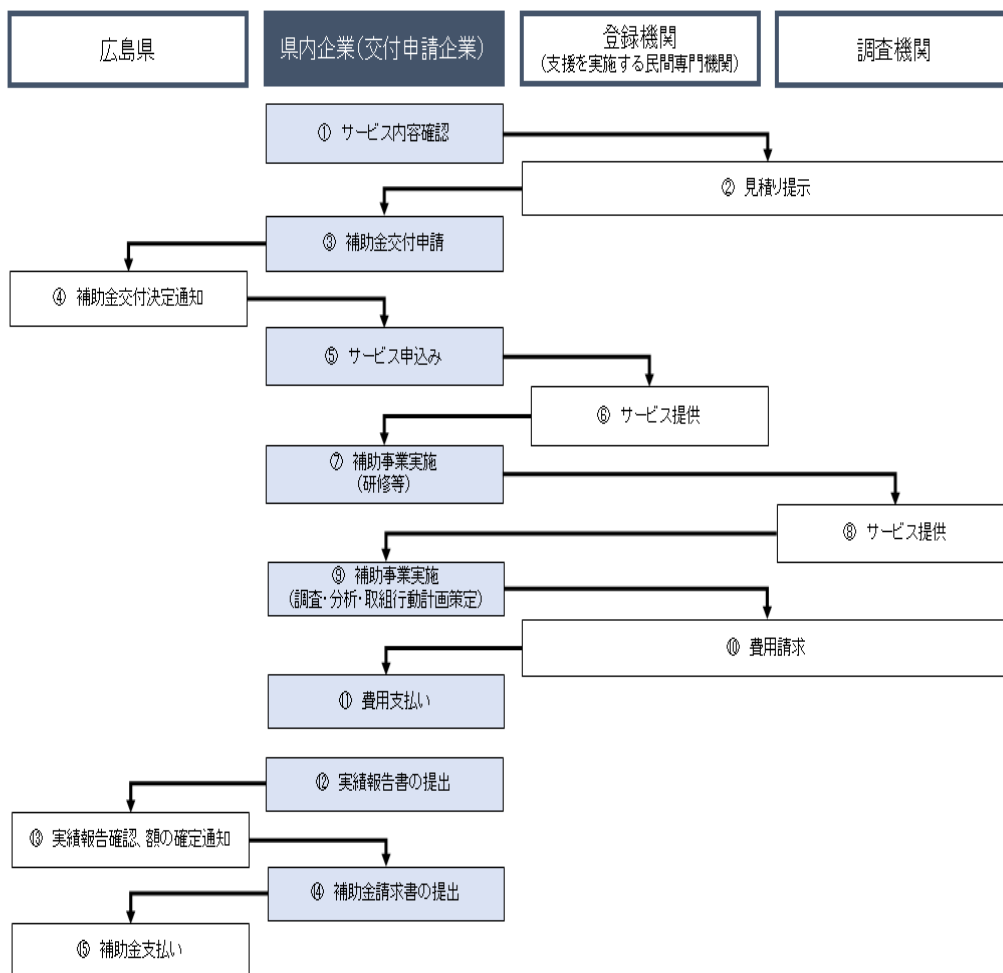 広島県
県内企業(交付申請企業)
登録機関
(支援を実施する民間専門機関)
調査機関
① サービス内容確認
② 見積り提示
③ 補助金交付申請
④ 補助金交付決定通知
⑤ サービス申込み
⑥ サービス提供
⑦ 補助事業実施
(研修等)
⑧ サービス提供
⑨ 補助事業実施
(調査・分析・取組行動計画策定)
⑩ 費用請求
⑪ 費用支払い
⑫ 実績報告書の提出
⑬ 実績報告確認、額の確定通知
⑭ 補助金請求書の提出
⑮ 補助金支払い